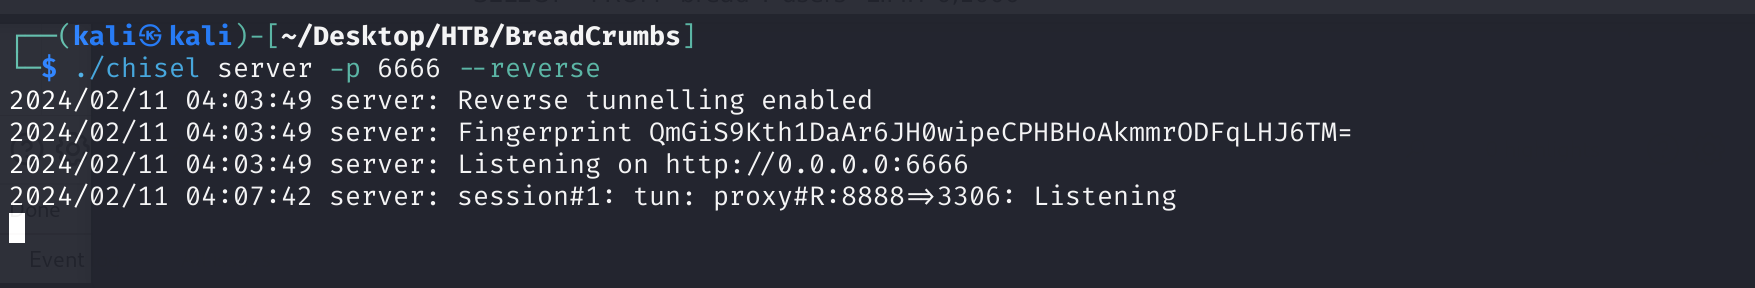 ┌──(kali㉿kali)-[~/Desktop/HTB/BreadCrumbs]
└─$ ./chisel server -p 6666 --reverse
2024/02/11 04:03:49 server: Reverse tunnelling enabled
2024/02/11 04:03:49 server: Fingerprint QmGiS9Kth1DaAr6JH0wipeCPHBHoAkmmrODFqLHJ6TM=
2024/02/11 04:03:49 server: Listening on http://0.0.0.0:6666
2024/02/11 04:07:42 server: session#1: tun: proxy#R:8888=>3306: Listening
Event